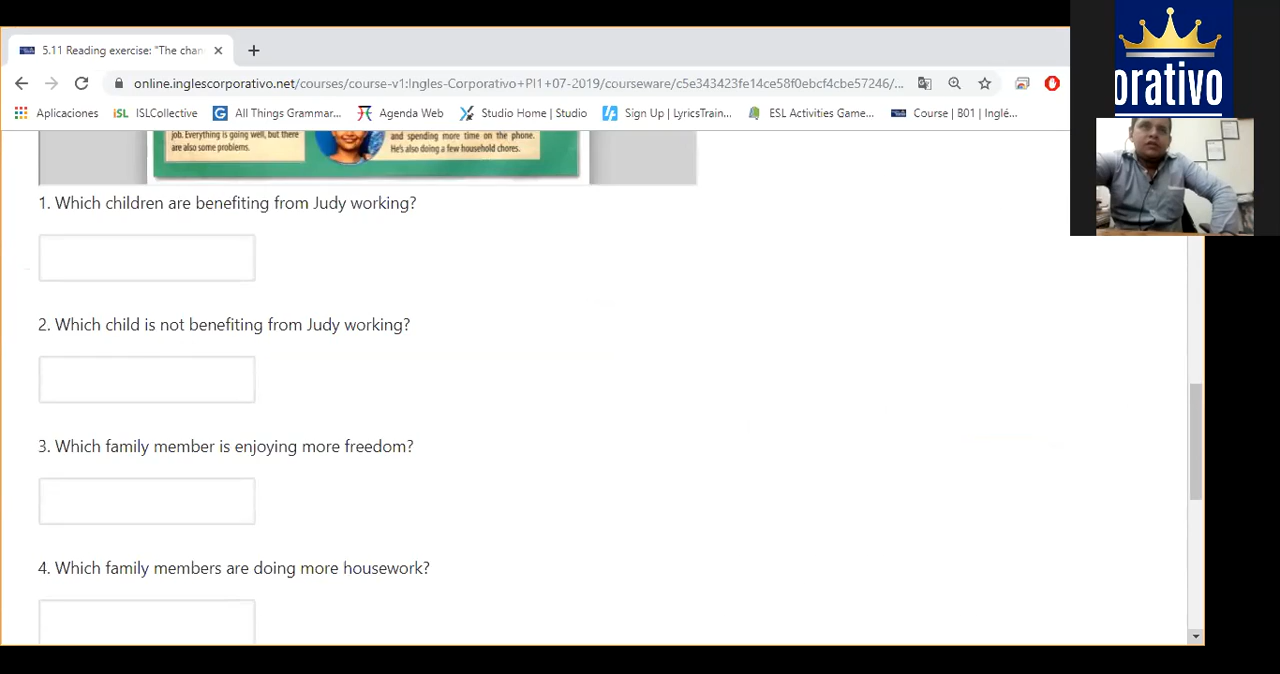 5.11 Reading exercise: "The chan
online.inglescorporativo.net/courses/course-v1:Ingles-Corporativo+PI1+07-2019/courseware/c5e343423fe14ce58f0ebcf4cbe57246/...
Aplicaciones iSL ISLCollective G All Things Grammar... Agenda Web Studio Home | Studio Sign Up | LyricsTrain... ESL Activities Game... Course | B01 | Inglé...
orativo
job. Everything is going well, but there
are also some problems.
and spending more time on the phone.
He's also doing a few household chores.
1. Which children are benefiting from Judy working?
2. Which child is not benefiting from Judy working?
3. Which family member is enjoying more freedom?
4. Which family members are doing more housework?